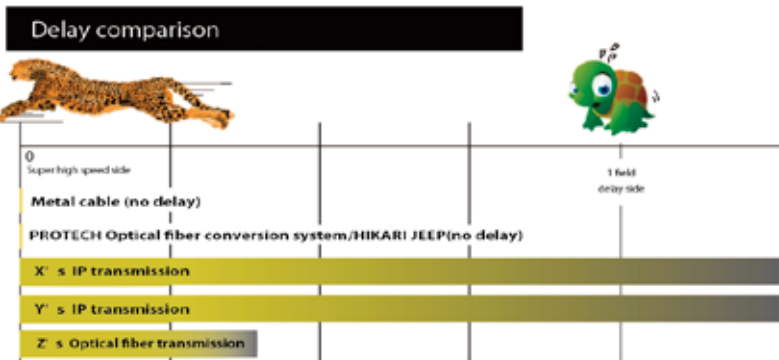 Delay comparison
0
Super high speed side
1 field
delay side
Metal cable (no delay)
PROTECH Optical fiber conversion system/HIKARI JEEP(no delay)
X' s IP transmission
Y' s IP transmission
Z' s Optical fiber transmission